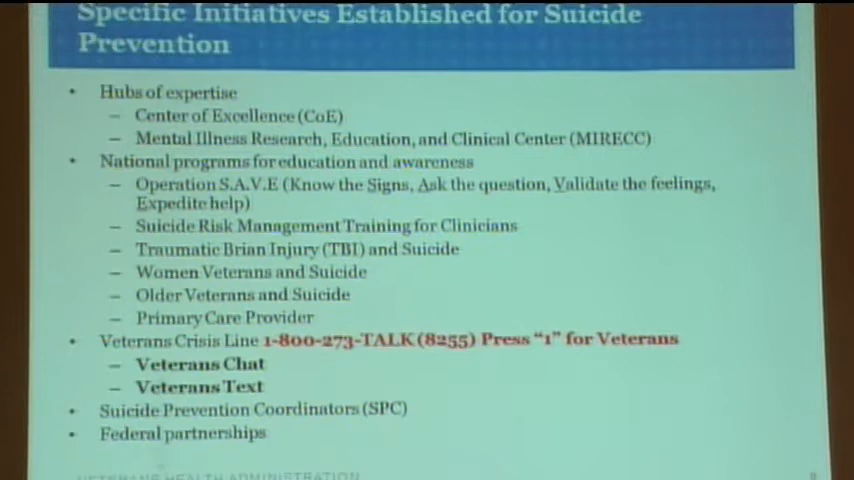 Specific Initiatives Established for Suicide
Prevention
• Hubs of expertise
– Center of Excellence (CoE)
– Mental Illness Research, Education, and Clinical Center (MIRECC)
• National programs for education and awareness
– Operation S.A.V.E (Know the Signs, Ask the question, Validate the feelings,
Expedite help)
– Suicide Risk Management Training for Clinicians
– Traumatic Brian Injury (TBI) and Suicide
– Women Veterans and Suicide
– Older Veterans and Suicide
– Primary Care Provider
• Veterans Crisis Line 1-800-273-TALK (8255) Press “1” for Veterans
– Veterans Chat
– Veterans Text
• Suicide Prevention Coordinators (SPC)
• Federal partnerships
VETERANS HEALTH ADMINISTRATION